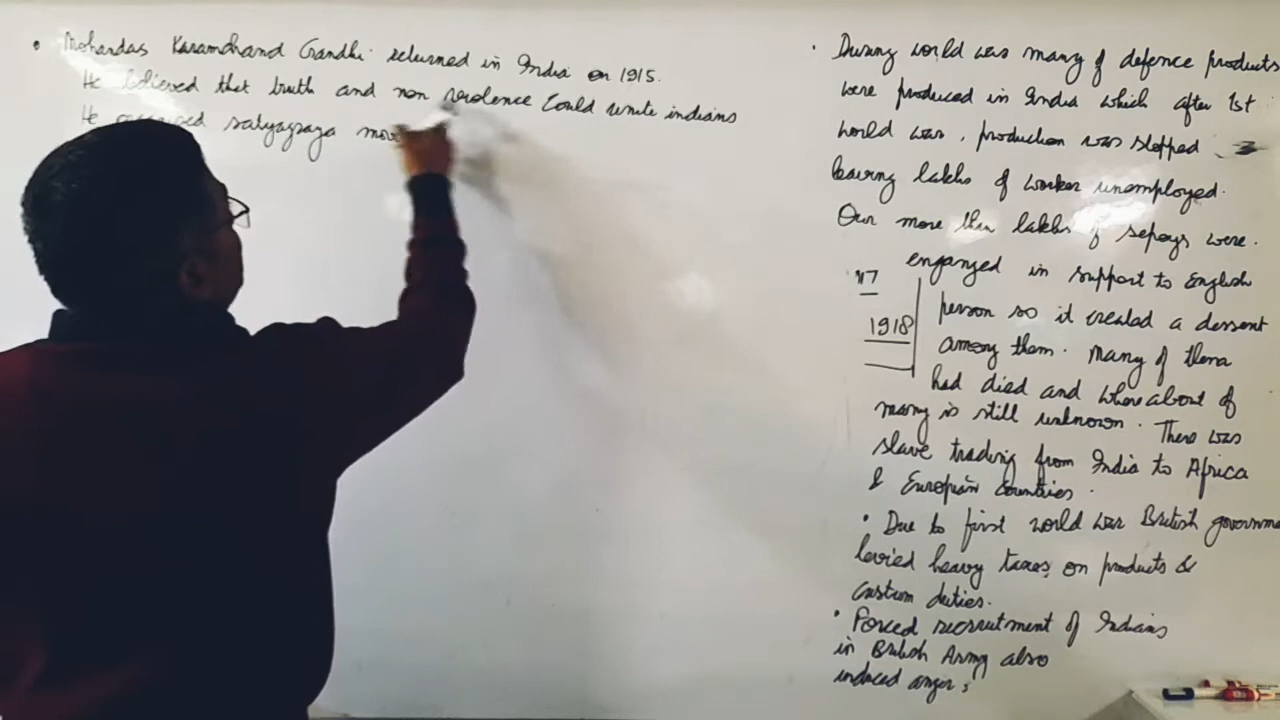 • Mohandas Karamchand Gandhi returned in India on 1915.
He believed that truth and non violence Could unite indians
He satyagraga mov
• During world war many of defence products
were produced in India which after 1st
world war, production was stopped
leaving lakhs of worker unemployed.
Our more then lakhs of sepoys were.
enganzed in support to English
person so it created a dessent
among them. Many of them
had died and whereabout of
many is still unknown. There was
slave trading from India to Africa
& European Countries.
1918
• Due to first world war British governme
levied heavy taxes on products &
custum duties.
• Forced recruitment of Indians
in British Army also
induced anger.